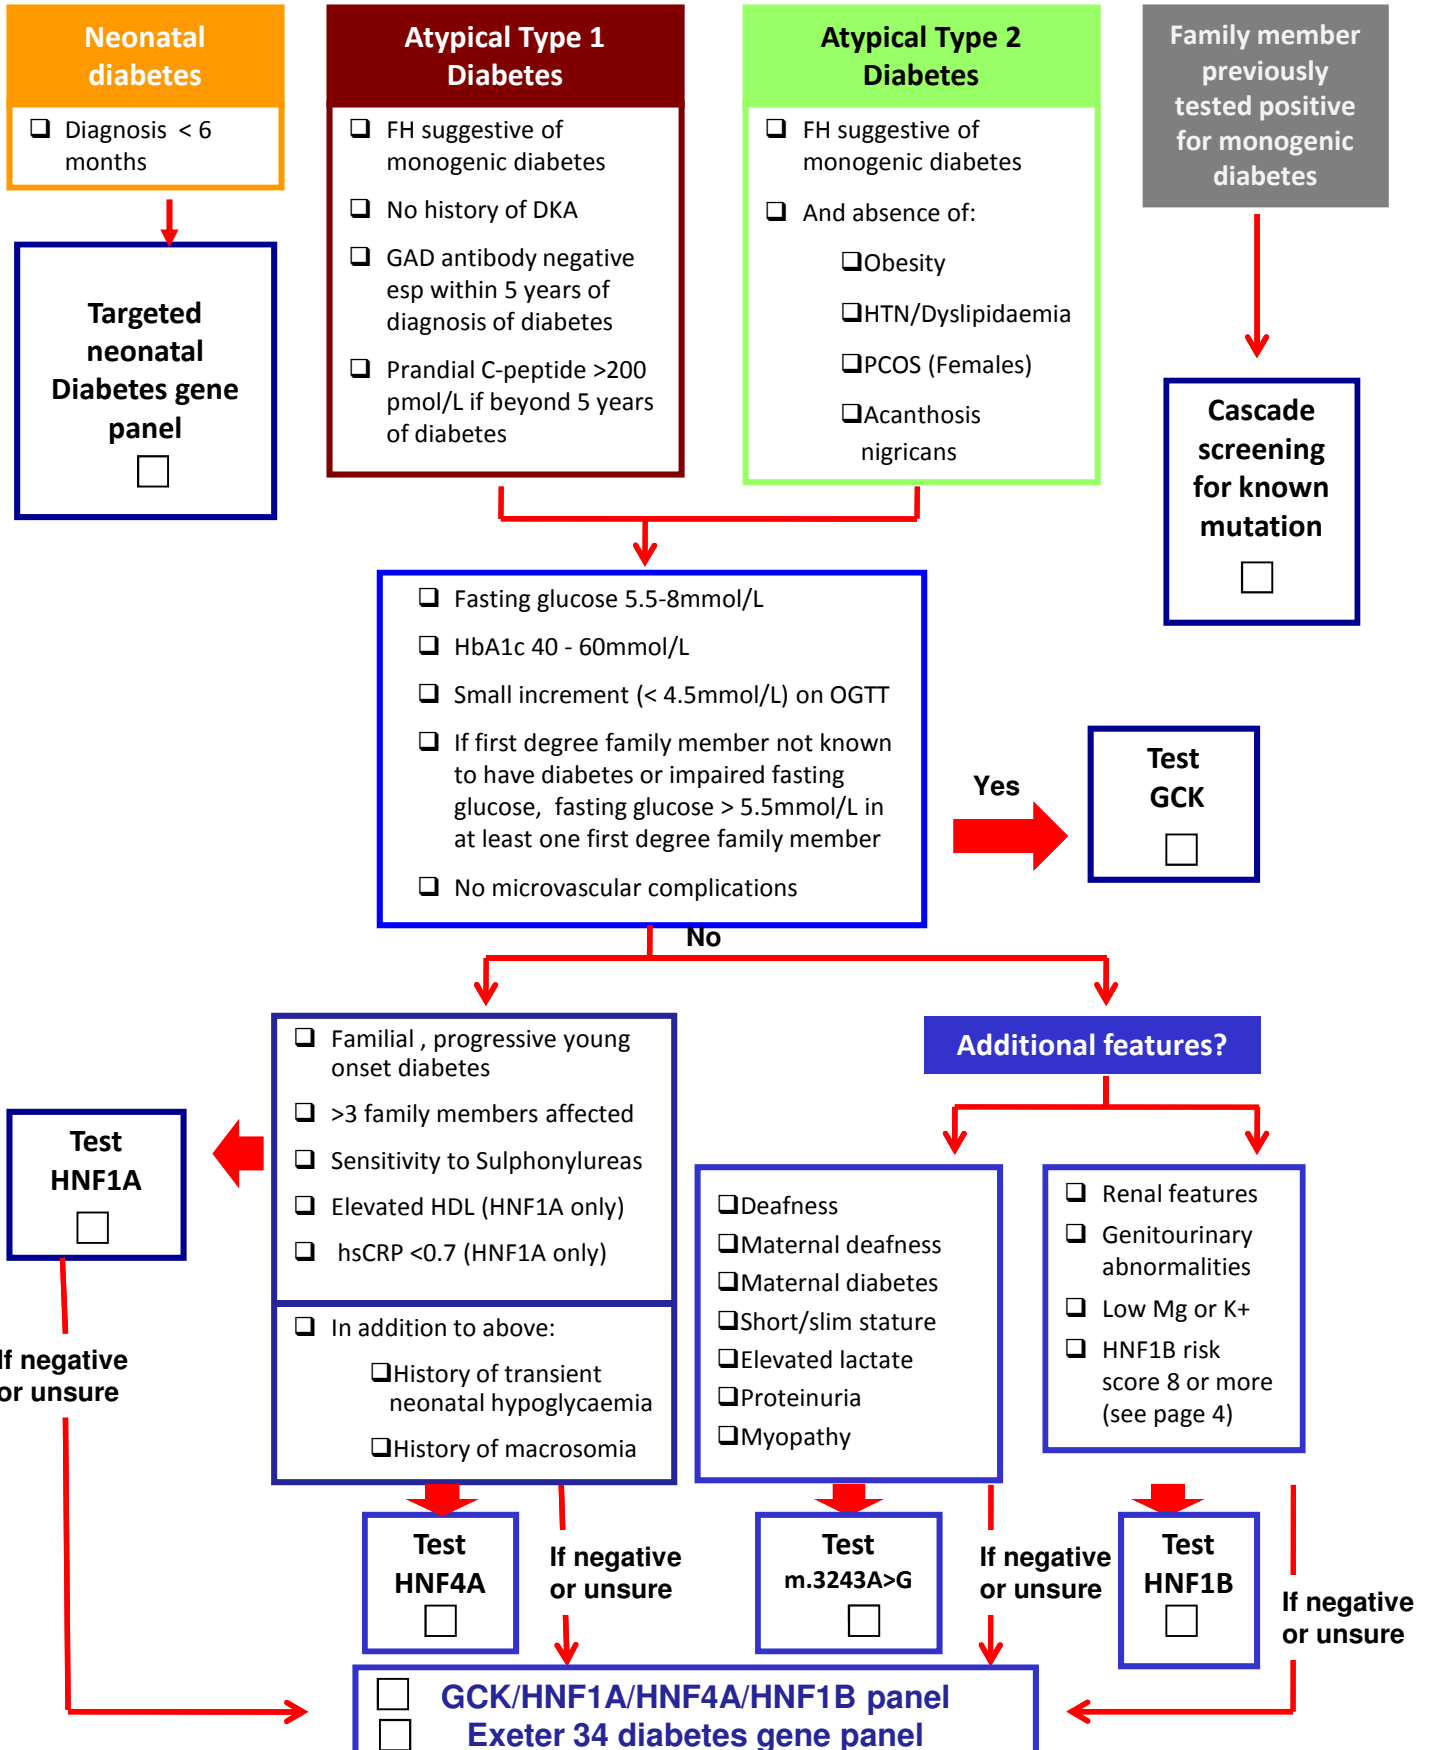 Neonatal
diabetes
❑ Diagnosis < 6
months
Targeted
neonatal
Diabetes gene
panel
Atypical Type 1
Diabetes
❑ FH suggestive of
monogenic diabetes
❑ No history of DKA
❑ GAD antibody negative
esp within 5 years of
diagnosis of diabetes
❑ Prandial C-peptide >200
pmol/L if beyond 5 years
of diabetes
Atypical Type 2
Diabetes
❑ FH suggestive of
monogenic diabetes
❑ And absence of:
❑Obesity
❑HTN/Dyslipidaemia
❑PCOS (Females)
❑Acanthosis
nigricans
Family member
previously
tested positive
for monogenic
diabetes
Cascade
screening
for known
mutation
❑ Fasting glucose 5.5-8mmol/L
❑ HbA1c 40 - 60mmol/L
❑ Small increment (< 4.5mmol/L) on OGTT
❑ If first degree family member not known
to have diabetes or impaired fasting
glucose, fasting glucose > 5.5mmol/L in
at least one first degree family member
❑ No microvascular complications
Yes
Test
GCK
No
❑ Familial , progressive young
onset diabetes
❑ >3 family members affected
❑ Sensitivity to Sulphonylureas
❑ Elevated HDL (HNF1A only)
❑ hsCRP <0.7 (HNF1A only)
❑ In addition to above:
❑History of transient
neonatal hypoglycaemia
❑History of macrosomia
Test
HNF1A
If negative
or unsure
Additional features?
❑Deafness
❑Maternal deafness
❑Maternal diabetes
❑Short/slim stature
❑Elevated lactate
❑Proteinuria
❑Myopathy
❑ Renal features
❑ Genitourinary
abnormalities
❑ Low Mg or K+
❑ HNF1B risk
score 8 or more
(see page 4)
Test
HNF4A
If negative
or unsure
Test
m.3243A>G
If negative
or unsure
Test
HNF1B
If negative
or unsure
GCK/HNF1A/HNF4A/HNF1B panel
Exeter 34 diabetes gene panel